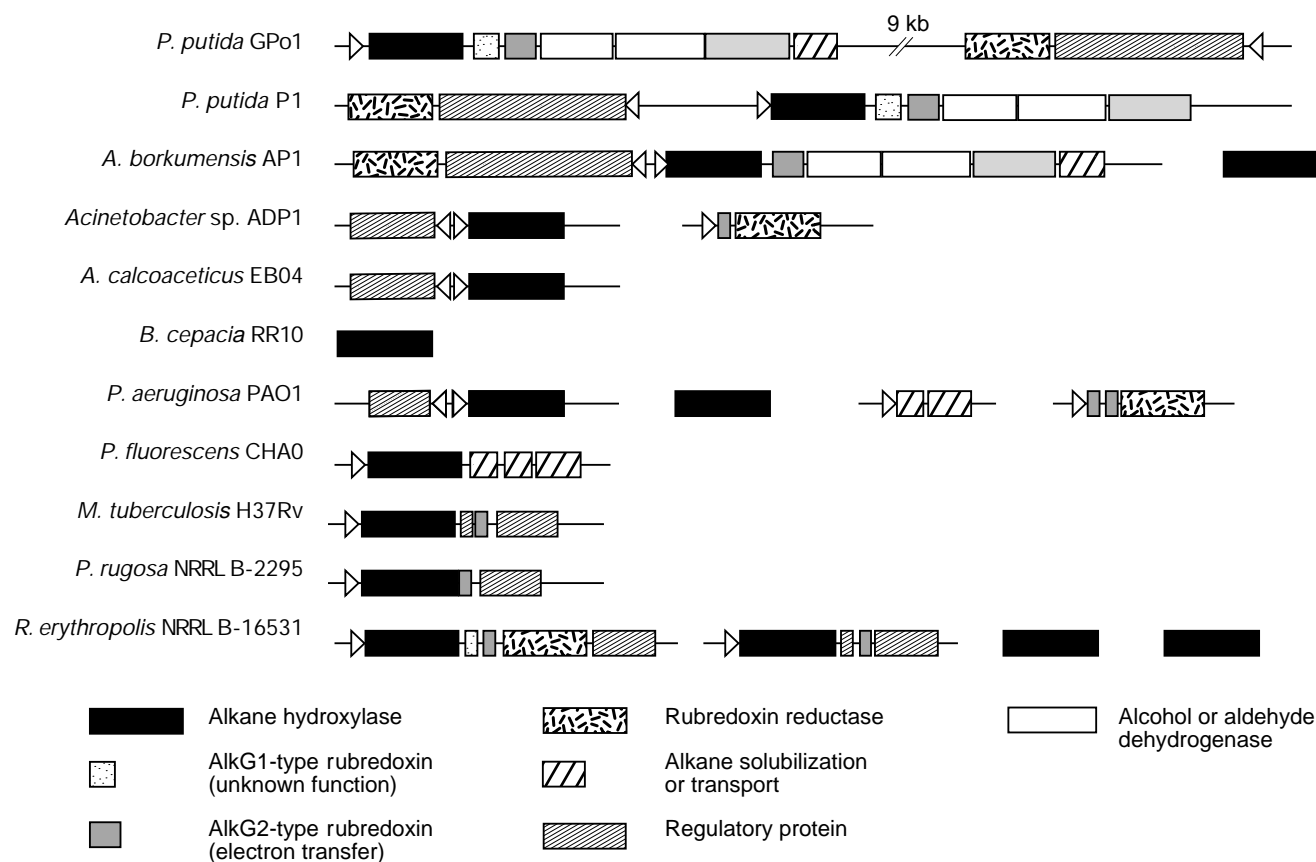 9 kb
P. putida GPo1
P. putida P1
A. borkumensis AP1
Acinetobacter sp. ADP1
A. calcoaceticus EB04
B. cepacia RR10
P. aeruginosa PAO1
P. fluorescens CHA0
M. tuberculosis H37Rv
P. rugosa NRRL B-2295
R. erythropolis NRRL B-16531
Alkane hydroxylase
AlkG1-type rubredoxin
(unknown function)
AlkG2-type rubredoxin
(electron transfer)
Rubredoxin reductase
Alkane solubilization
or transport
Regulatory protein
Alcohol or aldehyde
dehydrogenase